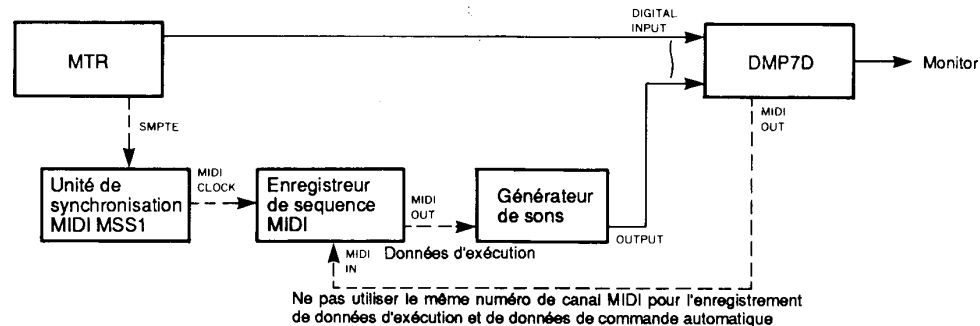 DIGITAL
INPUT
MTR
DMP7D
Monitor
SMPTE
MIDI
OUT
Unité de
synchronisation
MIDI MSS1
MIDI
CLOCK
Enregistreur
de sequence
MIDI
MIDI
OUT
Générateur
de sons
OUTPUT
MIDI
IN
Données d'exécution
Ne pas utiliser le même numéro de canal MIDI pour l'enregistrement
de données d'exécution et de données de commande automatique